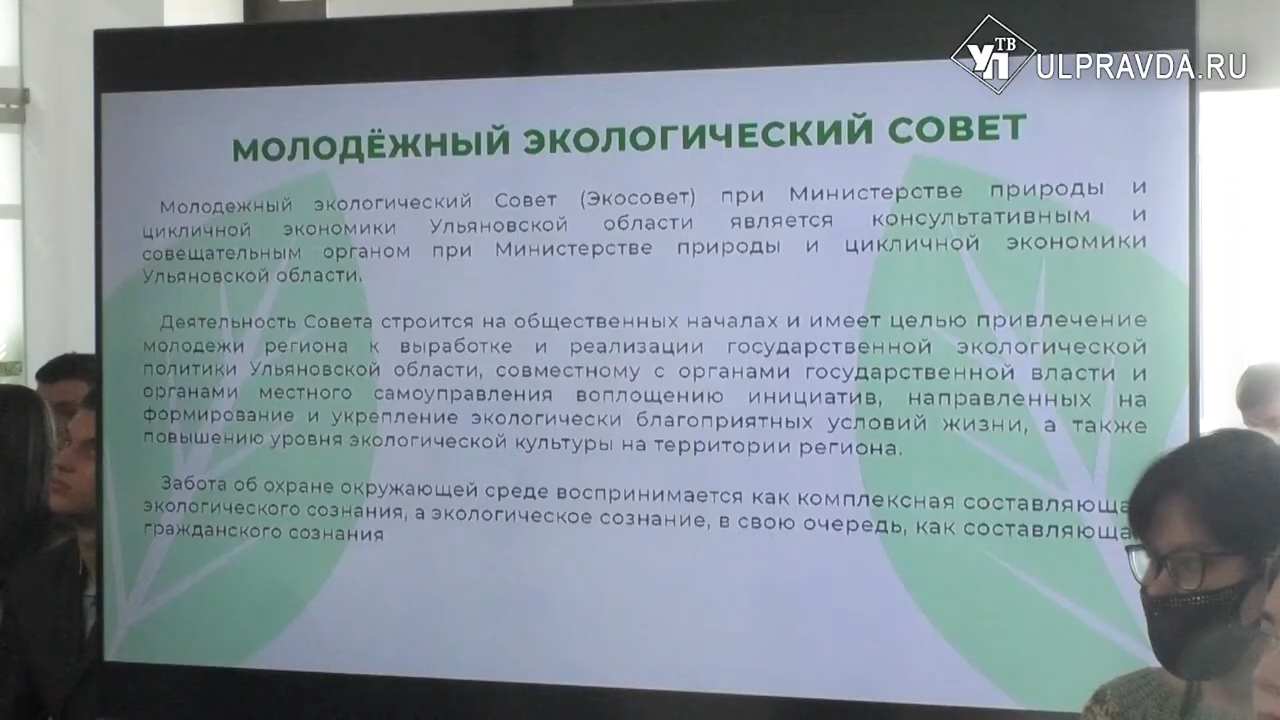 УП ТВ ULPRAVDA.RU
МОЛОДЁЖНЫЙ ЭКОЛОГИЧЕСКИЙ СОВЕТ
Молодежный экологический Совет (Экосовет) при Министерстве природы и
цикличной экономики Ульяновской области является консультативным и
совещательным органом при Министерстве природы и цикличной экономики
Ульяновской области.
Деятельность Совета строится на общественных началах и имеет целью привлечение
молодежи региона к выработке и реализации государственной экологической
политики Ульяновской области, совместному с органами государственной власти и
органами местного самоуправления воплощению инициатив, направленных на
формирование и укрепление экологически благоприятных условий жизни, а также
повышению уровня экологической культуры на территории региона.
Забота об охране окружающей среде воспринимается как комплексная составляюща
экологического сознания, а экологическое сознание, в свою очередь, как составляюща
гражданского сознания